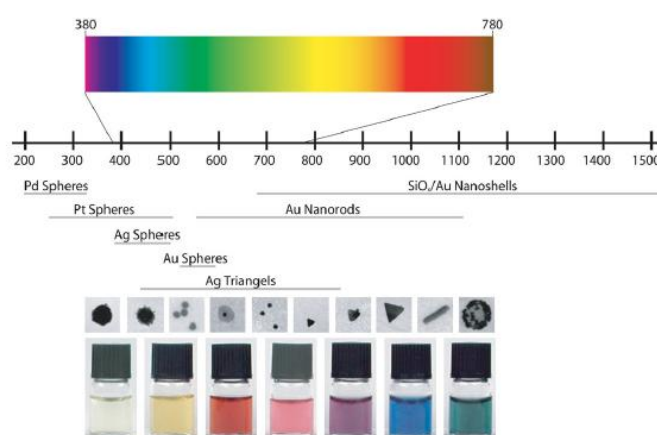 380 780
200 300 400 500 600 700 800 900 1000 1100 1200 1300 1400 1500
Pd Spheres SiOₓ/Au Nanoshells
Pt Spheres Au Nanorods
Ag Spheres
Au Spheres
Ag Triangels